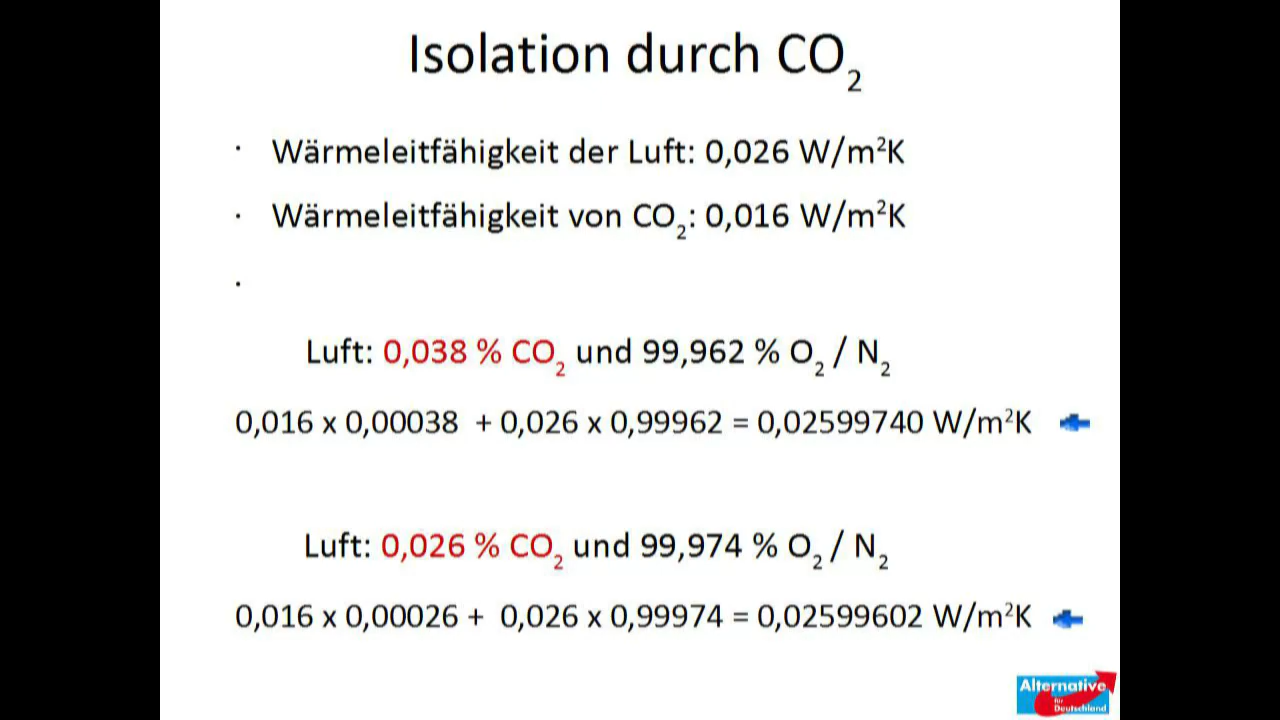 Isolation durch CO₂
· Wärmeleitfähigkeit der Luft: 0,026 W/m²K
· Wärmeleitfähigkeit von CO₂: 0,016 W/m²K
·
Luft: 0,038 % CO₂ und 99,962 % O₂ / N₂
0,016 x 0,00038 + 0,026 x 0,99962 = 0,02599740 W/m²K
Luft: 0,026 % CO₂ und 99,974 % O₂ / N₂
0,016 x 0,00026 + 0,026 x 0,99974 = 0,02599602 W/m²K
Alternative
für
Deutschland